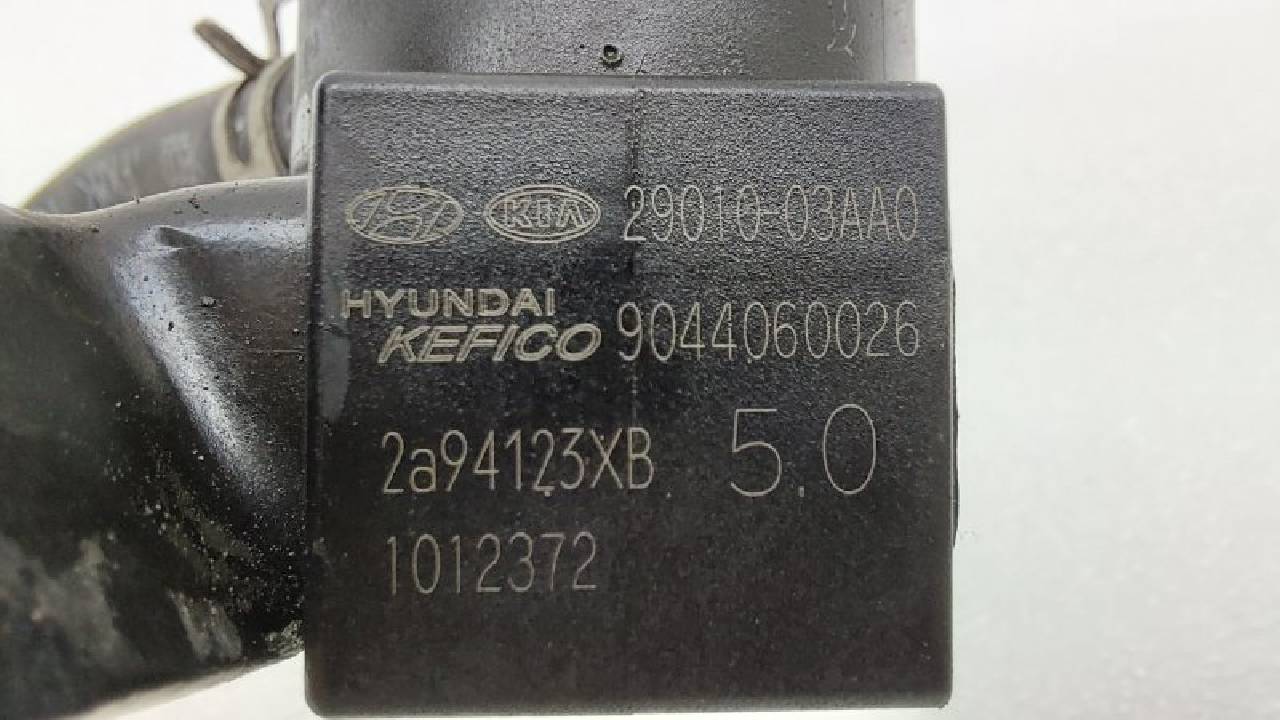 KIA 29010-03AA0
HYUNDAI
KEFICO 9044060026
2a94123XB 5.0
1012372